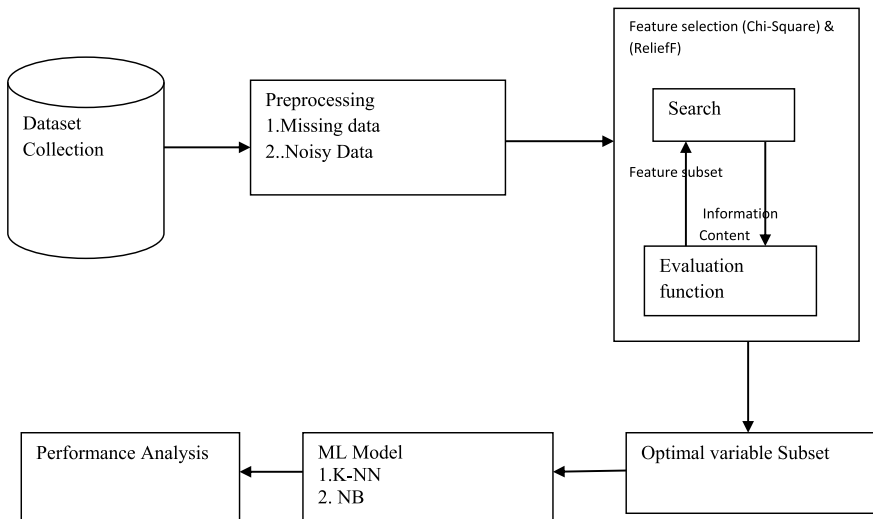 Dataset
Collection
Preprocessing
1.Missing data
2..Noisy Data
Feature selection (Chi-Square) &
(ReliefF)
Search
Feature subset
Information
Content
Evaluation
function
Optimal variable Subset
ML Model
1.K-NN
2. NB
Performance Analysis